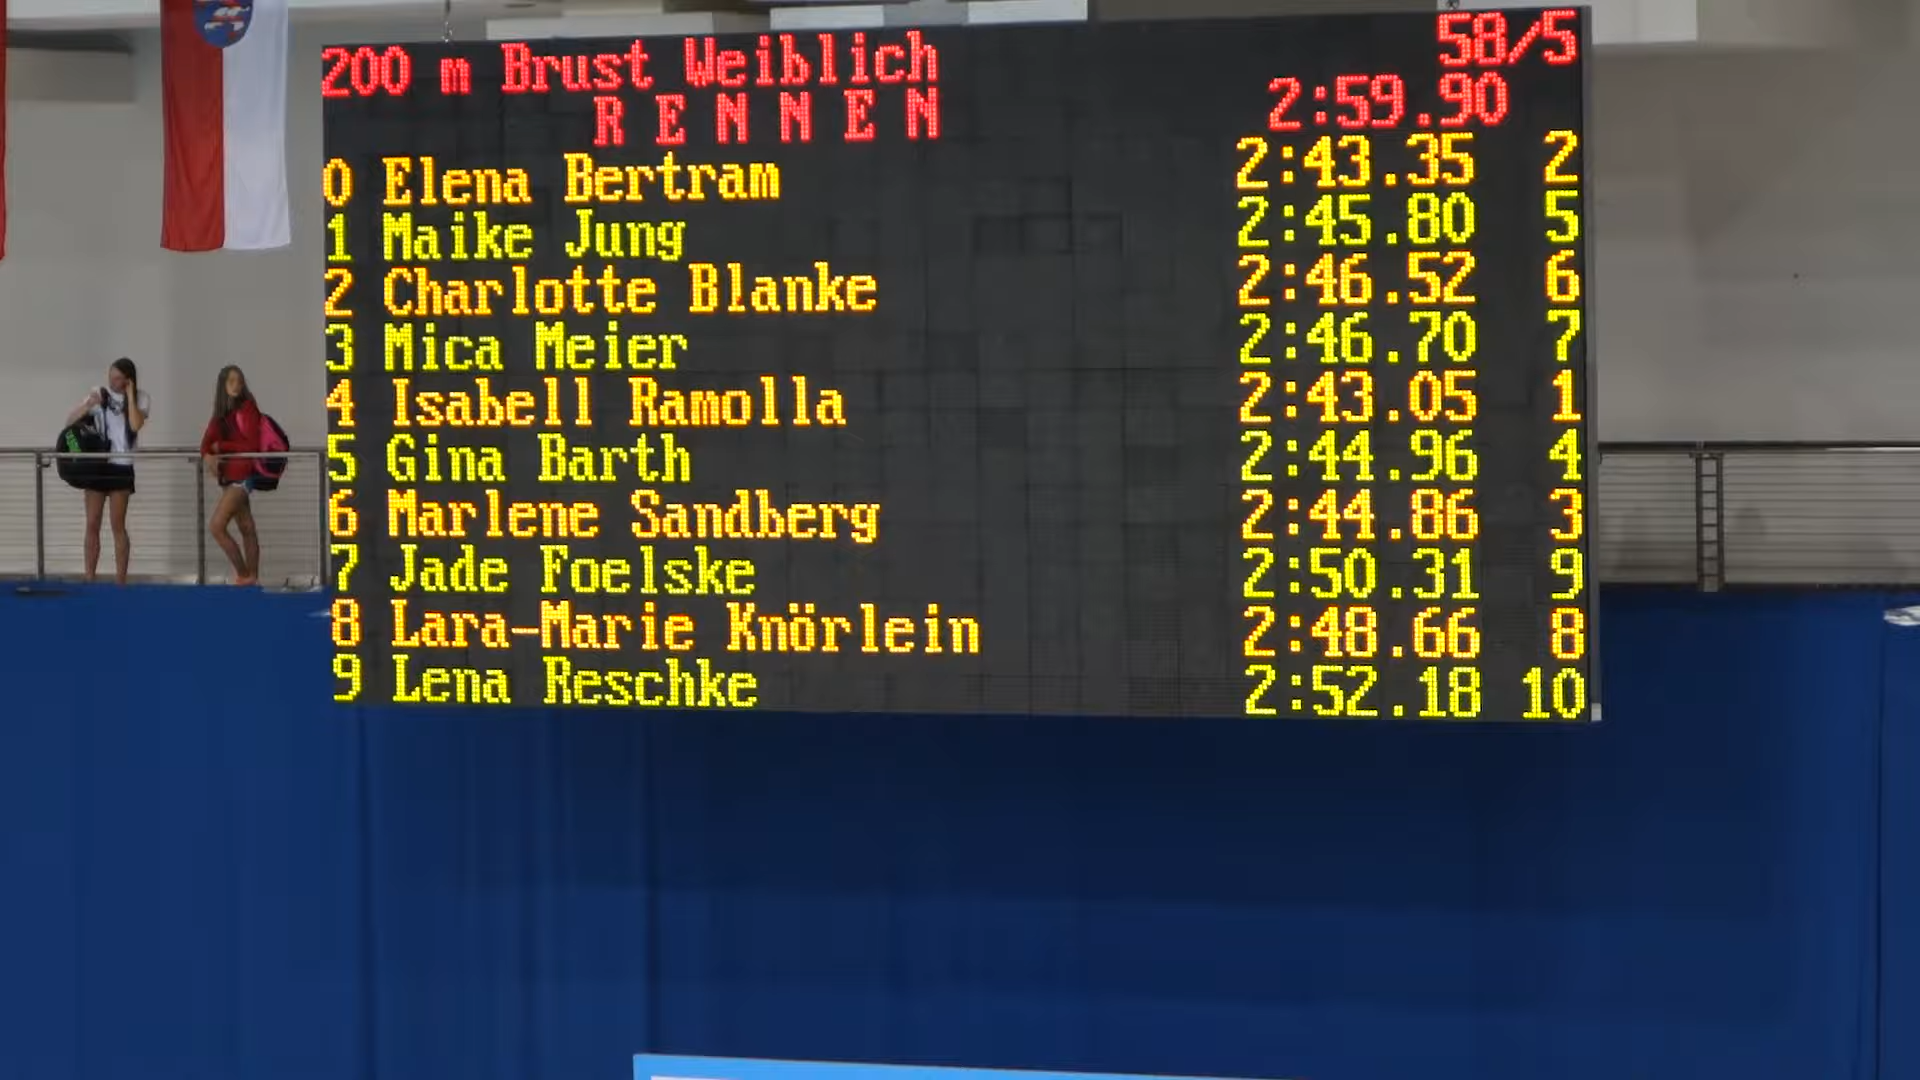 200 m Brust Weiblich 58/5
R E N N E N 2:59.90
0 Elena Bertram 2:43.35 2
1 Maike Jung 2:45.80 5
2 Charlotte Blanke 2:46.52 6
3 Mica Meier 2:46.70 7
4 Isabell Ramolla 2:43.05 1
5 Gina Barth 2:44.96 4
6 Marlene Sandberg 2:44.86 3
7 Jade Foelske 2:50.31 9
8 Lara-Marie Knörlein 2:48.66 8
9 Lena Reschke 2:52.18 10